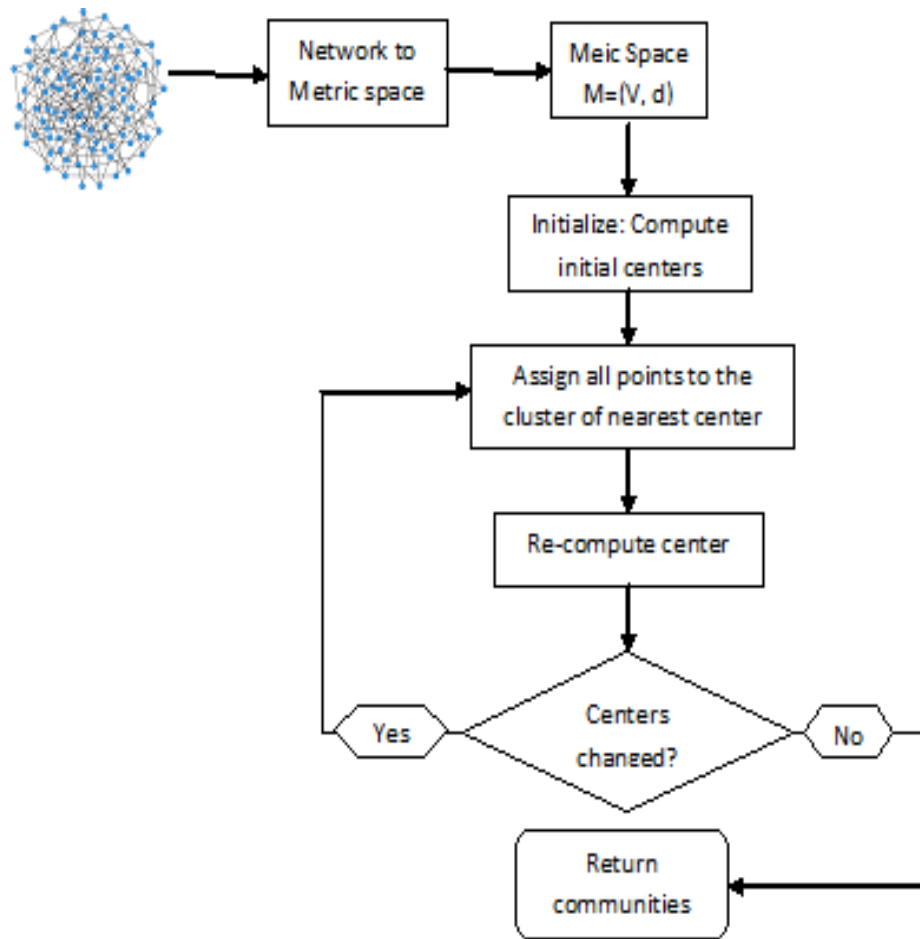 Network to
Metric space
Meic Space
M=(V, d)
Initialize: Compute
initial centers
Assign all points to the
cluster of nearest center
Re-compute center
Centers
changed?
Yes
No
Return
communities